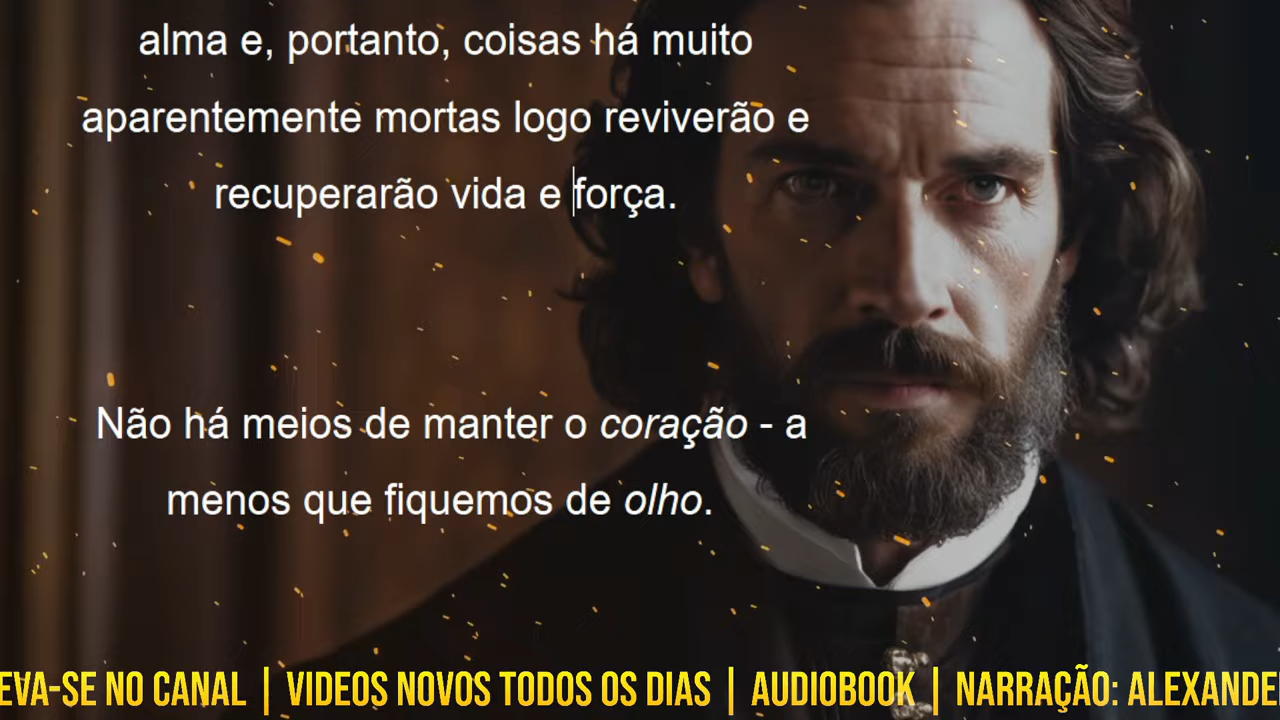 alma e, portanto, coisas há muito
aparentemente mortas logo reviverão e
recuperarão vida e força.
Não há meios de manter o coração - a
menos que fiquemos de olho.
EVA-SE NO CANAL | VIDEOS NOVOS TODOS OS DIAS | AUDIOBOOK | NARRAÇÃO: ALEXANDE